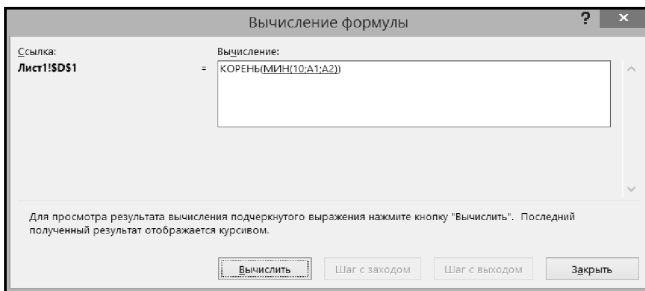 Вычисление формулы
? ×
Ссылка:
Вычисление:
Лист1!$D$1
= КОРЕНЬ(МИН(10;A1;A2))
Для просмотра результата вычисления подчеркнутого выражения нажмите кнопку "Вычислить". Последний
полученный результат отображается курсивом.
Вычислить
Шаг с заходом
Шаг с выходом
Закрыть